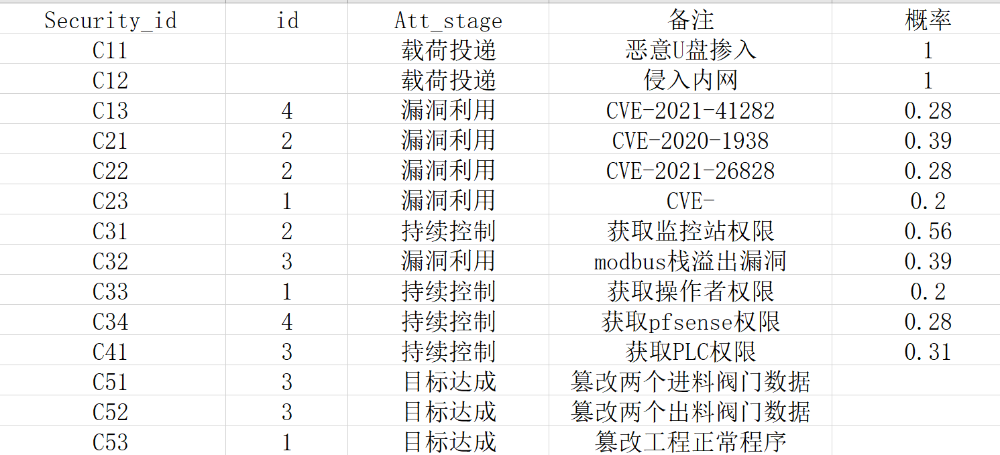 Security_id id Att_stage 备注 概率
C11 载荷投递 恶意U盘掺入 1
C12 载荷投递 侵入内网 1
C13 4 漏洞利用 CVE-2021-41282 0.28
C21 2 漏洞利用 CVE-2020-1938 0.39
C22 2 漏洞利用 CVE-2021-26828 0.28
C23 1 漏洞利用 CVE- 0.2
C31 2 持续控制 获取监控站权限 0.56
C32 3 漏洞利用 modbus栈溢出漏洞 0.39
C33 1 持续控制 获取操作者权限 0.2
C34 4 持续控制 获取pfsense权限 0.28
C41 3 持续控制 获取PLC权限 0.31
C51 3 目标达成 篡改两个进料阀门数据
C52 3 目标达成 篡改两个出料阀门数据
C53 1 目标达成 篡改工程正常程序